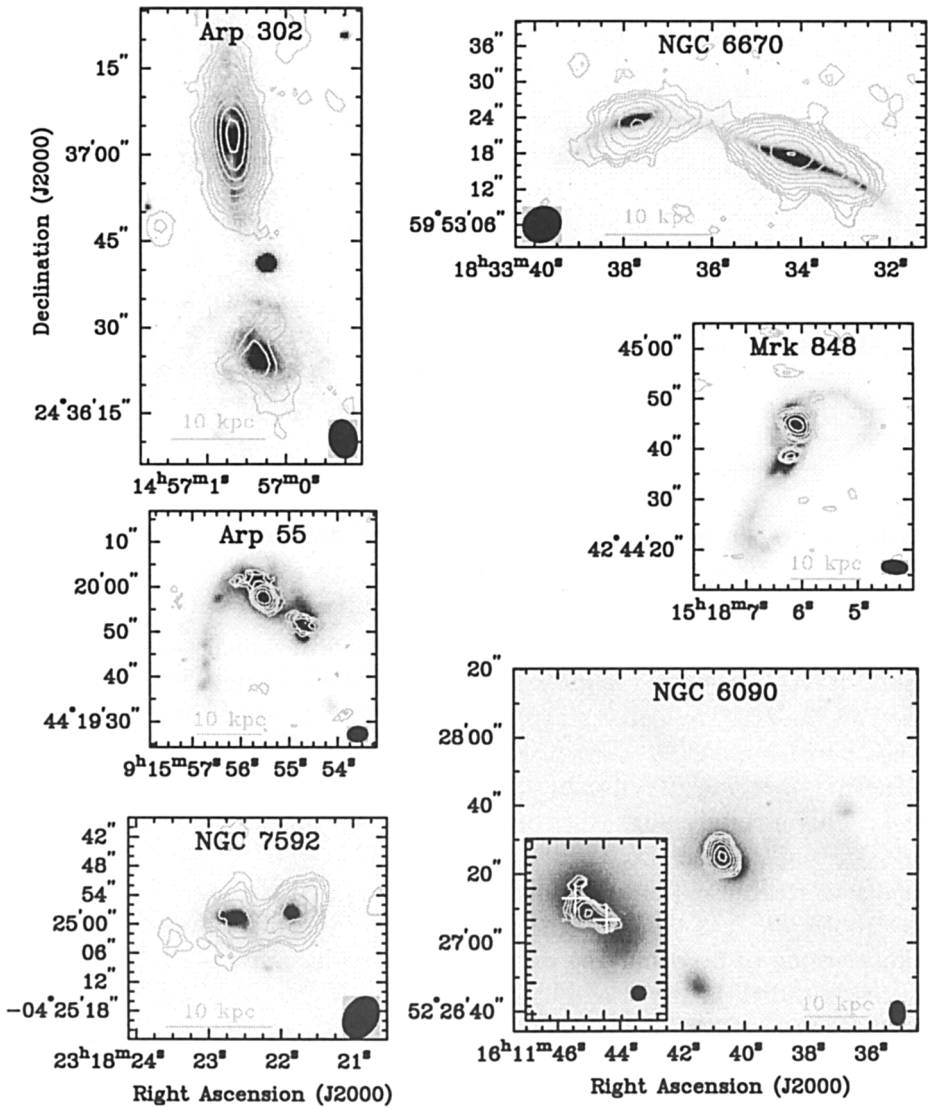 Arp 302
15"
37'00"
45"
30"
24°36'15"
10 kpc
14ʰ57ᵐ1ˢ
57ᵐ0ˢ
Declination (J2000)
NGC 6670
36"
30"
24"
18"
12"
59°53'06"
10 kpc
18ʰ33ᵐ40ˢ
38ˢ
36ˢ
34ˢ
32ˢ
Mrk 848
45'00"
50"
40"
30"
42°44'20"
10 kpc
15ʰ18ᵐ7ˢ
6ˢ
5ˢ
Arp 55
10"
20'00"
50"
40"
44°19'30"
10 kpc
9ʰ15ᵐ57ˢ
56ˢ
55ˢ
54ˢ
NGC 6090
20"
28'00"
40"
20"
27'00"
52°26'40"
10 kpc
16ʰ11ᵐ46ˢ
44ˢ
42ˢ
40ˢ
38ˢ
36ˢ
Right Ascension (J2000)
NGC 7592
42"
48"
54"
25'00"
06"
12"
−04°25'18"
10 kpc
23ʰ18ᵐ24ˢ
23ˢ
22ˢ
21ˢ
Right Ascension (J2000)